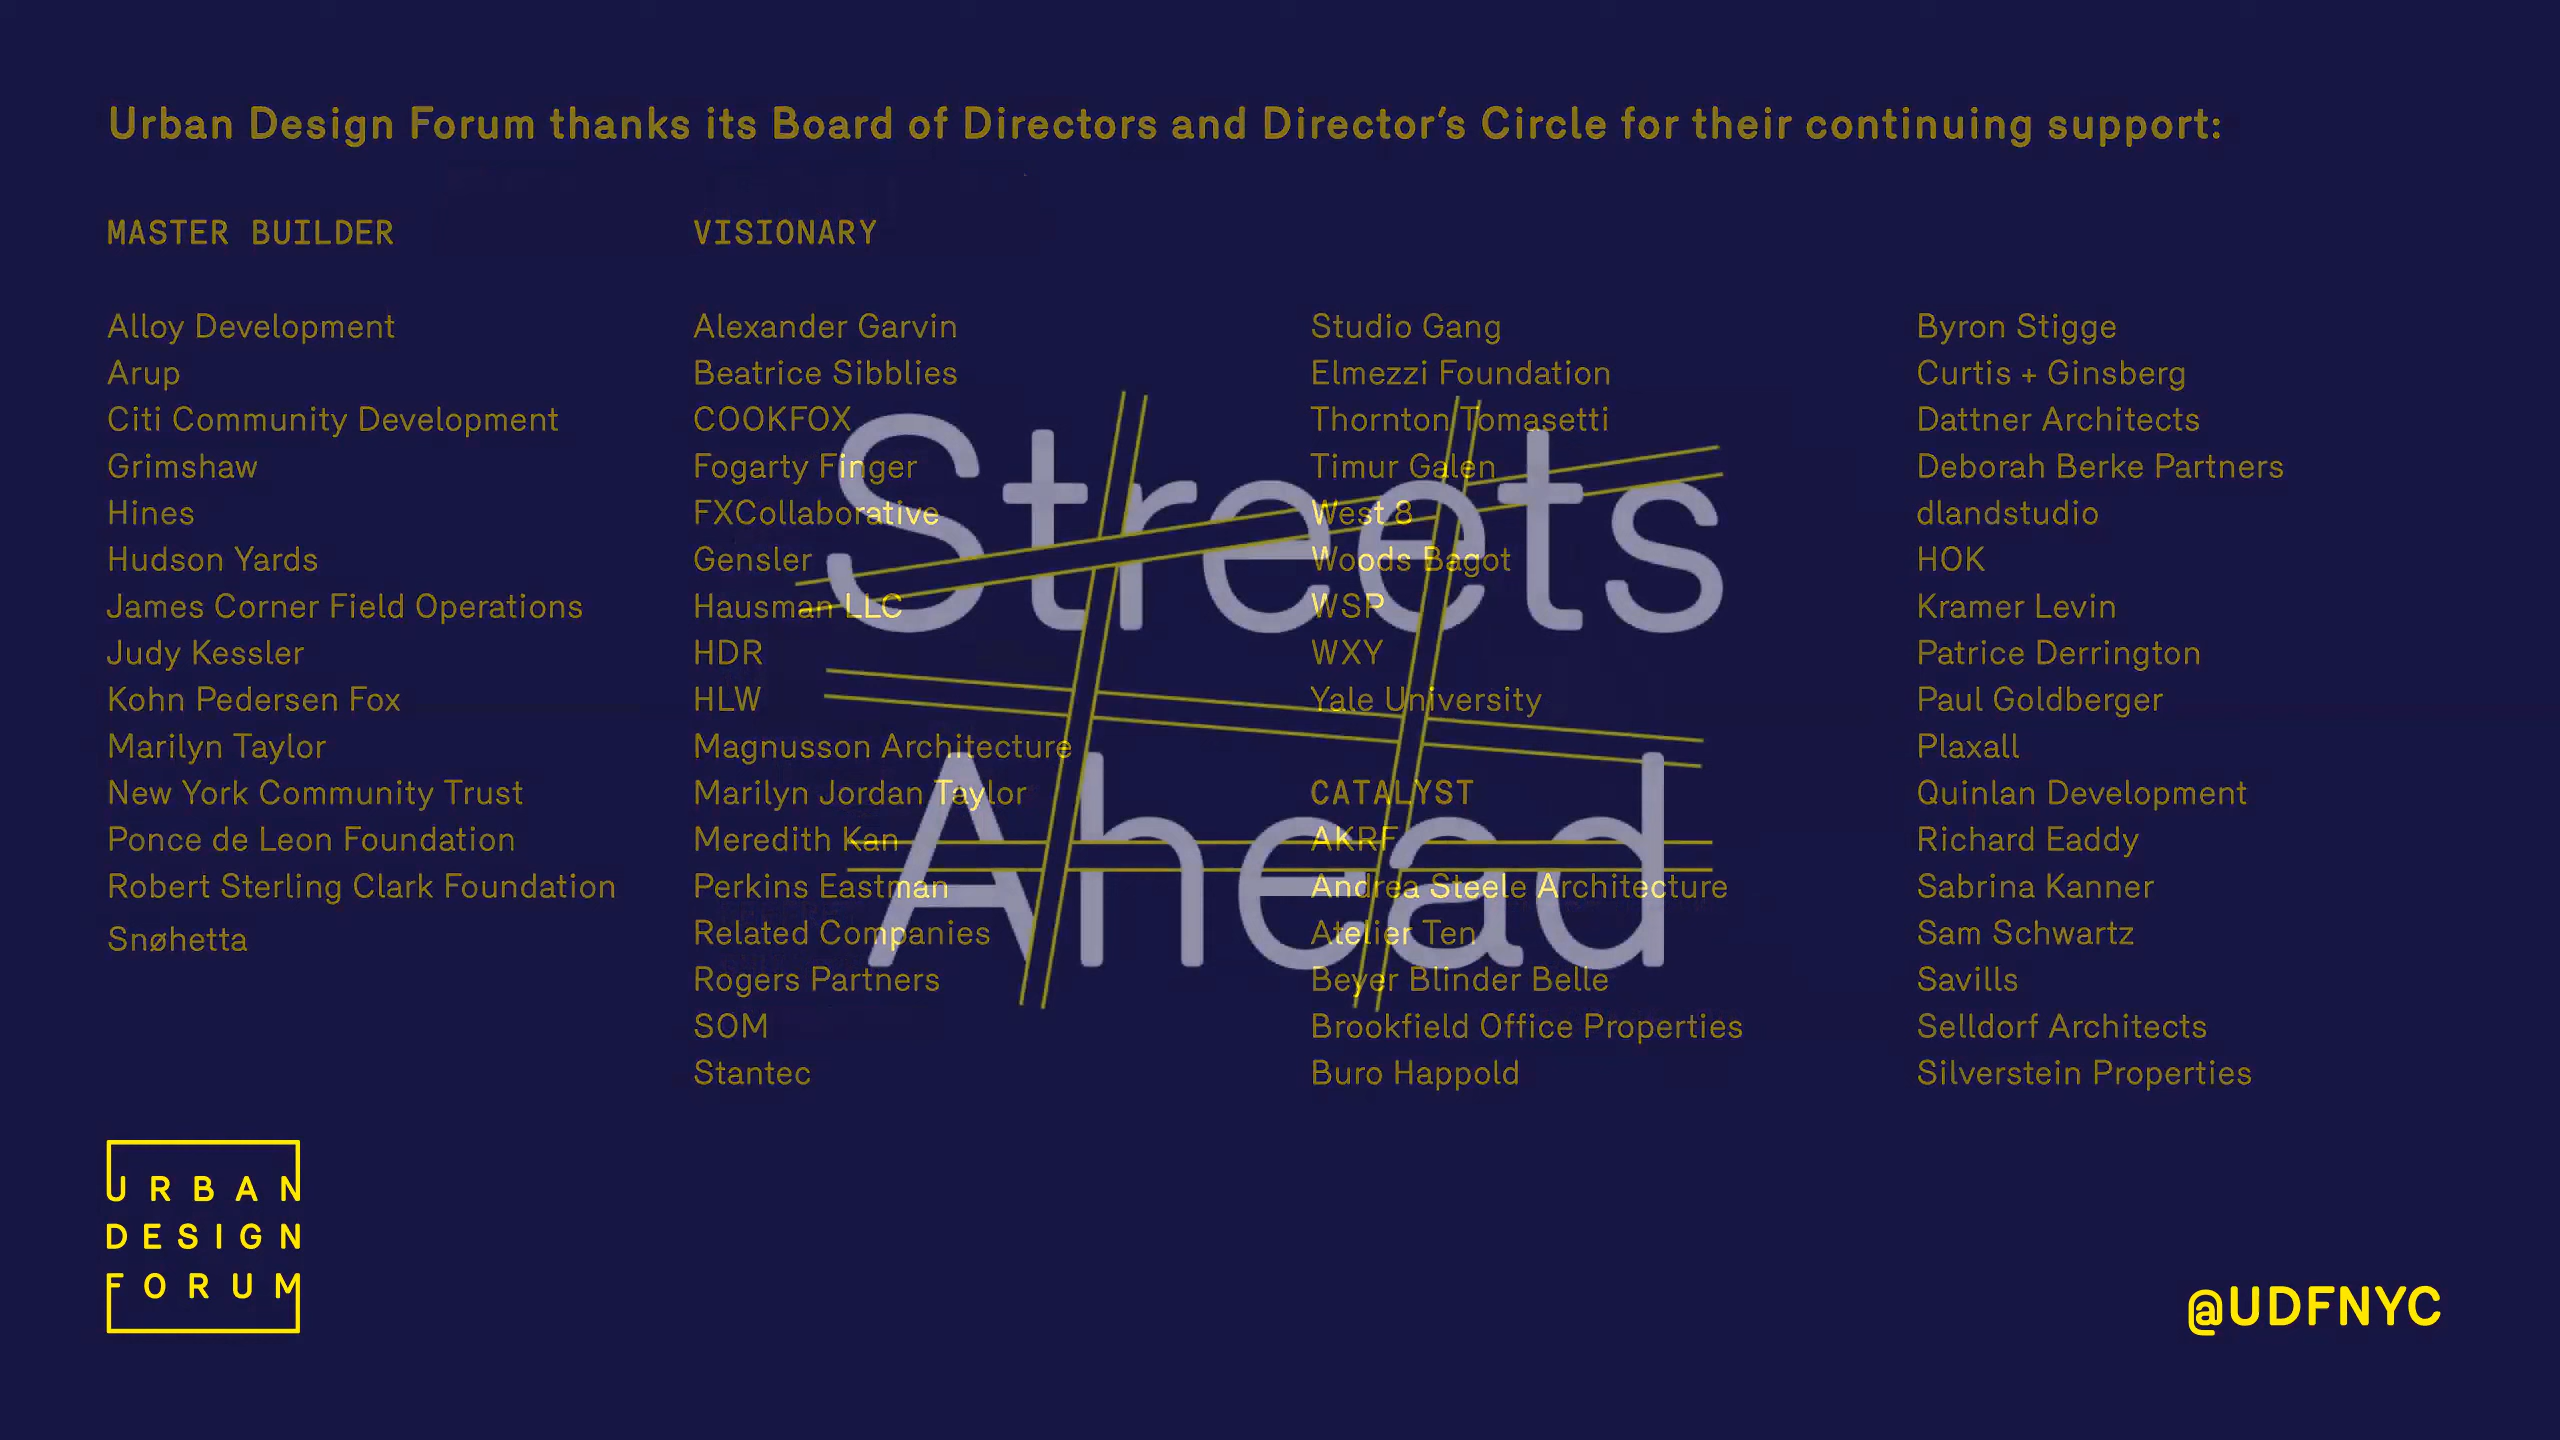 Urban Design Forum thanks its Board of Directors and Director's Circle for their continuing support:
MASTER BUILDER
Alloy Development
Arup
Citi Community Development
Grimshaw
Hines
Hudson Yards
James Corner Field Operations
Judy Kessler
Kohn Pedersen Fox
Marilyn Taylor
New York Community Trust
Ponce de Leon Foundation
Robert Sterling Clark Foundation
Snøhetta
VISIONARY
Alexander Garvin
Beatrice Sibblies
COOKFOX
Fogarty Finger
FXCollaborative
Gensler
Hausman LLC
HDR
HLW
Magnusson Architecture
Marilyn Jordan Taylor
Meredith Kan
Perkins Eastman
Related Companies
Rogers Partners
SOM
Stantec
Studio Gang
Elmezzi Foundation
Thornton Tomasetti
Timur Galen
West 8
Woods Bagot
WSP
WXY
Yale University
CATALYST
AKRF
Andrea Steele Architecture
Atelier Ten
Beyer Blinder Belle
Brookfield Office Properties
Buro Happold
Byron Stigge
Curtis + Ginsberg
Dattner Architects
Deborah Berke Partners
dlandstudio
HOK
Kramer Levin
Patrice Derrington
Paul Goldberger
Plaxall
Quinlan Development
Richard Eaddy
Sabrina Kanner
Sam Schwartz
Savills
Selldorf Architects
Silverstein Properties
Streets
Ahead
URBAN
DESIGN
FORUM
@UDFNYC